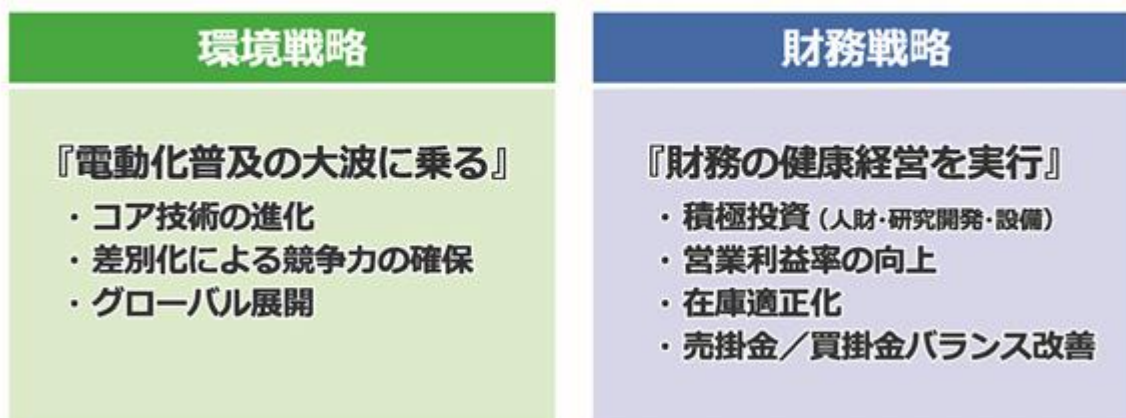 環境戦略
『電動化普及の大波に乗る』
・コア技術の進化
・差別化による競争力の確保
・グローバル展開
財務戦略
『財務の健康経営を実行』
・積極投資（人財・研究開発・設備）
・営業利益率の向上
・在庫適正化
・売掛金／買掛金バランス改善